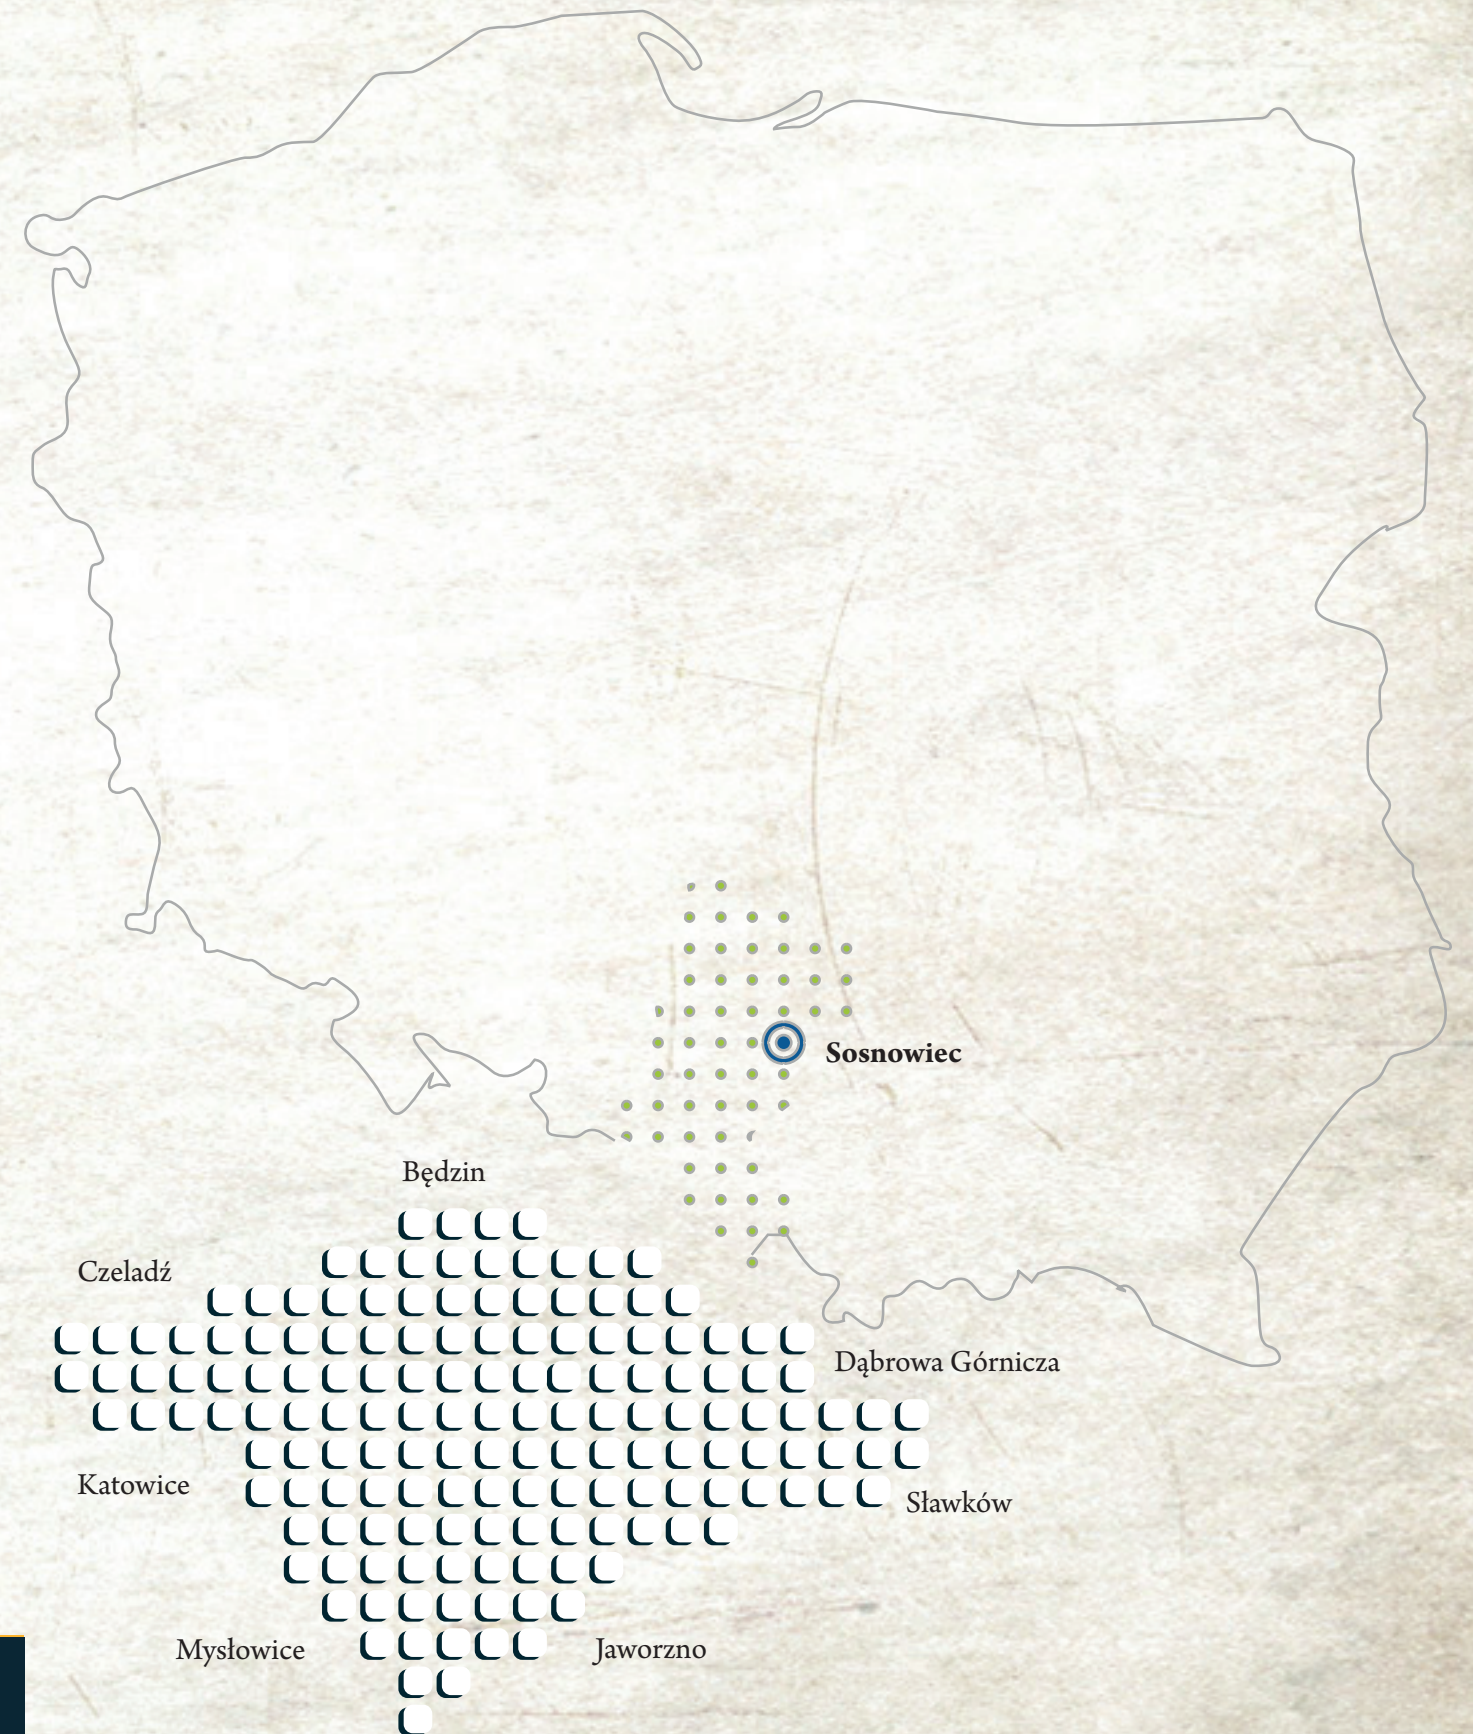 Sosnowiec
Będzin
Czeladź
Dąbrowa Górnicza
Katowice
Sławków
Mysłowice
Jaworzno